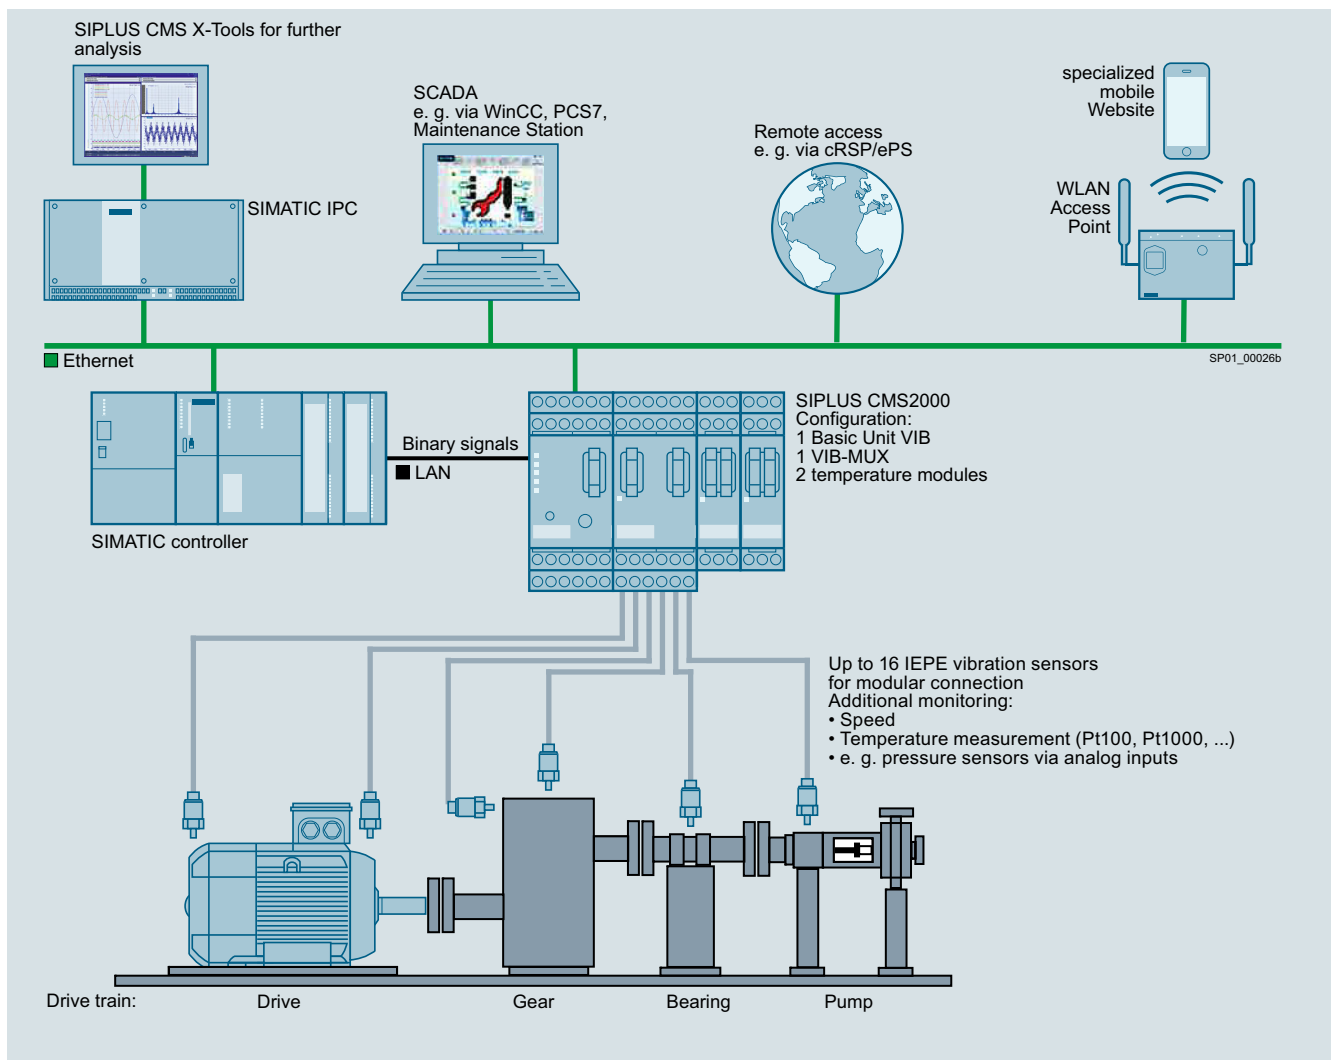 SIPLUS CMS X-Tools for further
analysis
SCADA
e. g. via WinCC, PCS7,
Maintenance Station
Remote access
e. g. via cRSP/ePS
specialized
mobile
Website
WLAN
Access
Point
SIMATIC IPC
Ethernet
SP01_00026b
SIMATIC controller
Binary signals
LAN
SIPLUS CMS2000
Configuration:
1 Basic Unit VIB
1 VIB-MUX
2 temperature modules
Up to 16 IEPE vibration sensors
for modular connection
Additional monitoring:
• Speed
• Temperature measurement (Pt100, Pt1000, ...)
• e. g. pressure sensors via analog inputs
Drive train:
Drive
Gear
Bearing
Pump